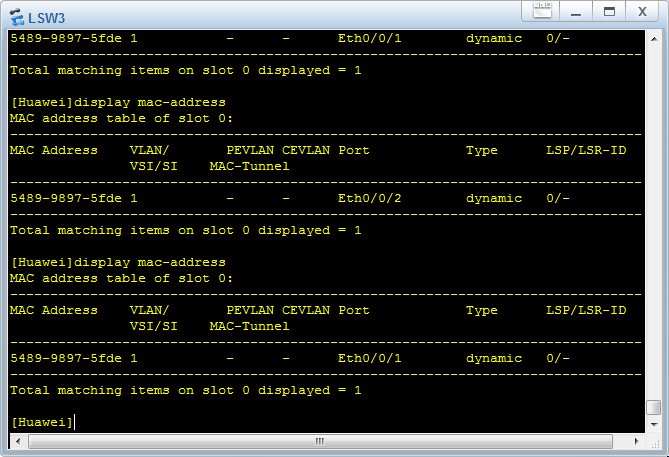 LSW3
5489-9897-5fde 1           -      -      Eth0/0/1        dynamic   0/-
-------------------------------------------------------------------------------
Total matching items on slot 0 displayed = 1
[Huawei]display mac-address
MAC address table of slot 0:
-------------------------------------------------------------------------------
MAC Address    VLAN/       PEVLAN CEVLAN Port            Type      LSP/LSR-ID
               VSI/SI    MAC-Tunnel
-------------------------------------------------------------------------------
5489-9897-5fde 1           -      -      Eth0/0/2        dynamic   0/-
-------------------------------------------------------------------------------
Total matching items on slot 0 displayed = 1
[Huawei]display mac-address
MAC address table of slot 0:
-------------------------------------------------------------------------------
MAC Address    VLAN/       PEVLAN CEVLAN Port            Type      LSP/LSR-ID
               VSI/SI    MAC-Tunnel
-------------------------------------------------------------------------------
5489-9897-5fde 1           -      -      Eth0/0/1        dynamic   0/-
-------------------------------------------------------------------------------
Total matching items on slot 0 displayed = 1
[Huawei]